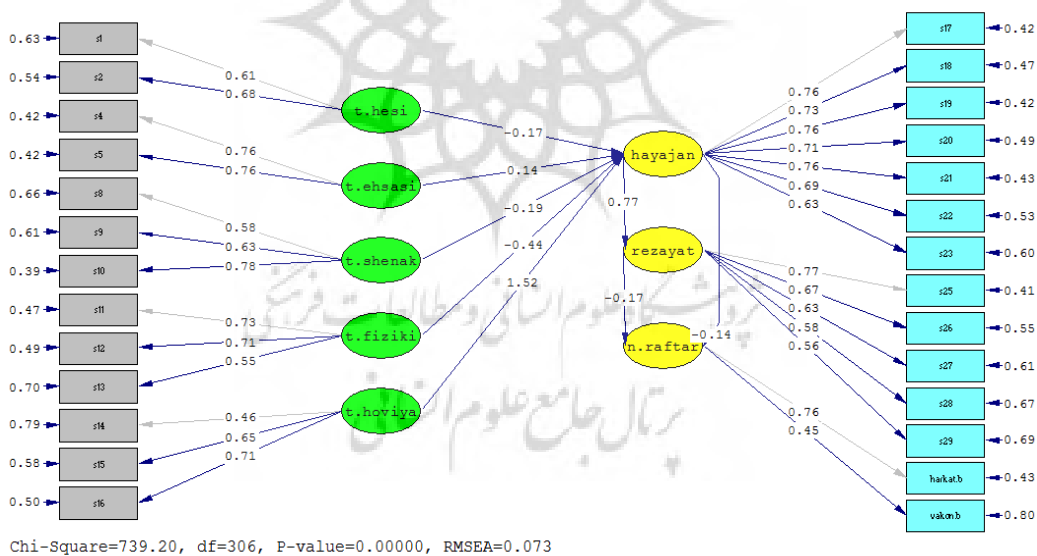 0.63 s1
0.54 s2
0.42 s4
0.42 s5
0.66 s8
0.61 s9
0.39 s10
0.47 s11
0.49 s12
0.70 s13
0.79 s14
0.58 s15
0.50 s16
0.61
0.68
0.76
0.76
0.58
0.63
0.78
0.73
0.71
0.55
0.46
0.65
0.71
t.hesi
t.ehsasi
t.shenak
t.fiziki
t.hoviya
-0.17
0.14
-0.19
-0.44
1.52
hayajan
0.77
rezayat
-0.17
n.raftar
-0.14
0.76
0.73
0.76
0.71
0.76
0.69
0.63
0.77
0.67
0.63
0.58
0.56
0.76
0.45
s17 0.42
s18 0.47
s19 0.42
s20 0.49
s21 0.43
s22 0.53
s23 0.60
s25 0.41
s26 0.55
s27 0.61
s28 0.67
s29 0.69
harkat.b 0.43
vakon.b 0.80
پژوهشگاه علوم انسانی و مطالعات فرهنگی
پرتال جامع علوم انسانی
Chi-Square=739.20, df=306, P-value=0.00000, RMSEA=0.073